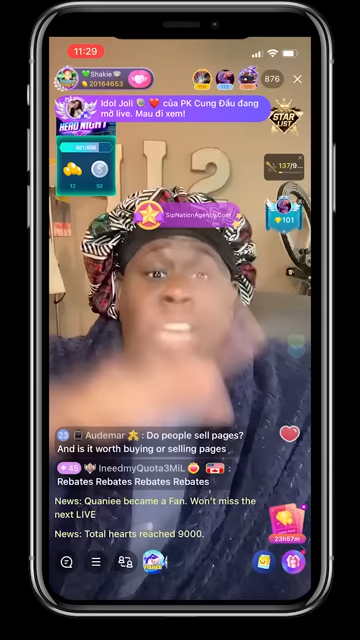 11:29
Shakie
20164653
876
Idol Joli của PK Cung Đấu đang
mở live. Mau đi xem!
HERO NIGHT
STAR
LIST
12
50
137/9...
SipNationAgency.Com
101
23 Audemar : Do people sell pages?
And is it worth buying or selling pages
45 IneedmyQuota3MiL :
Rebates Rebates Rebates Rebates
News: Quaniee became a Fan. Won't miss the
next LIVE
News: Total hearts reached 9000.
23h57m